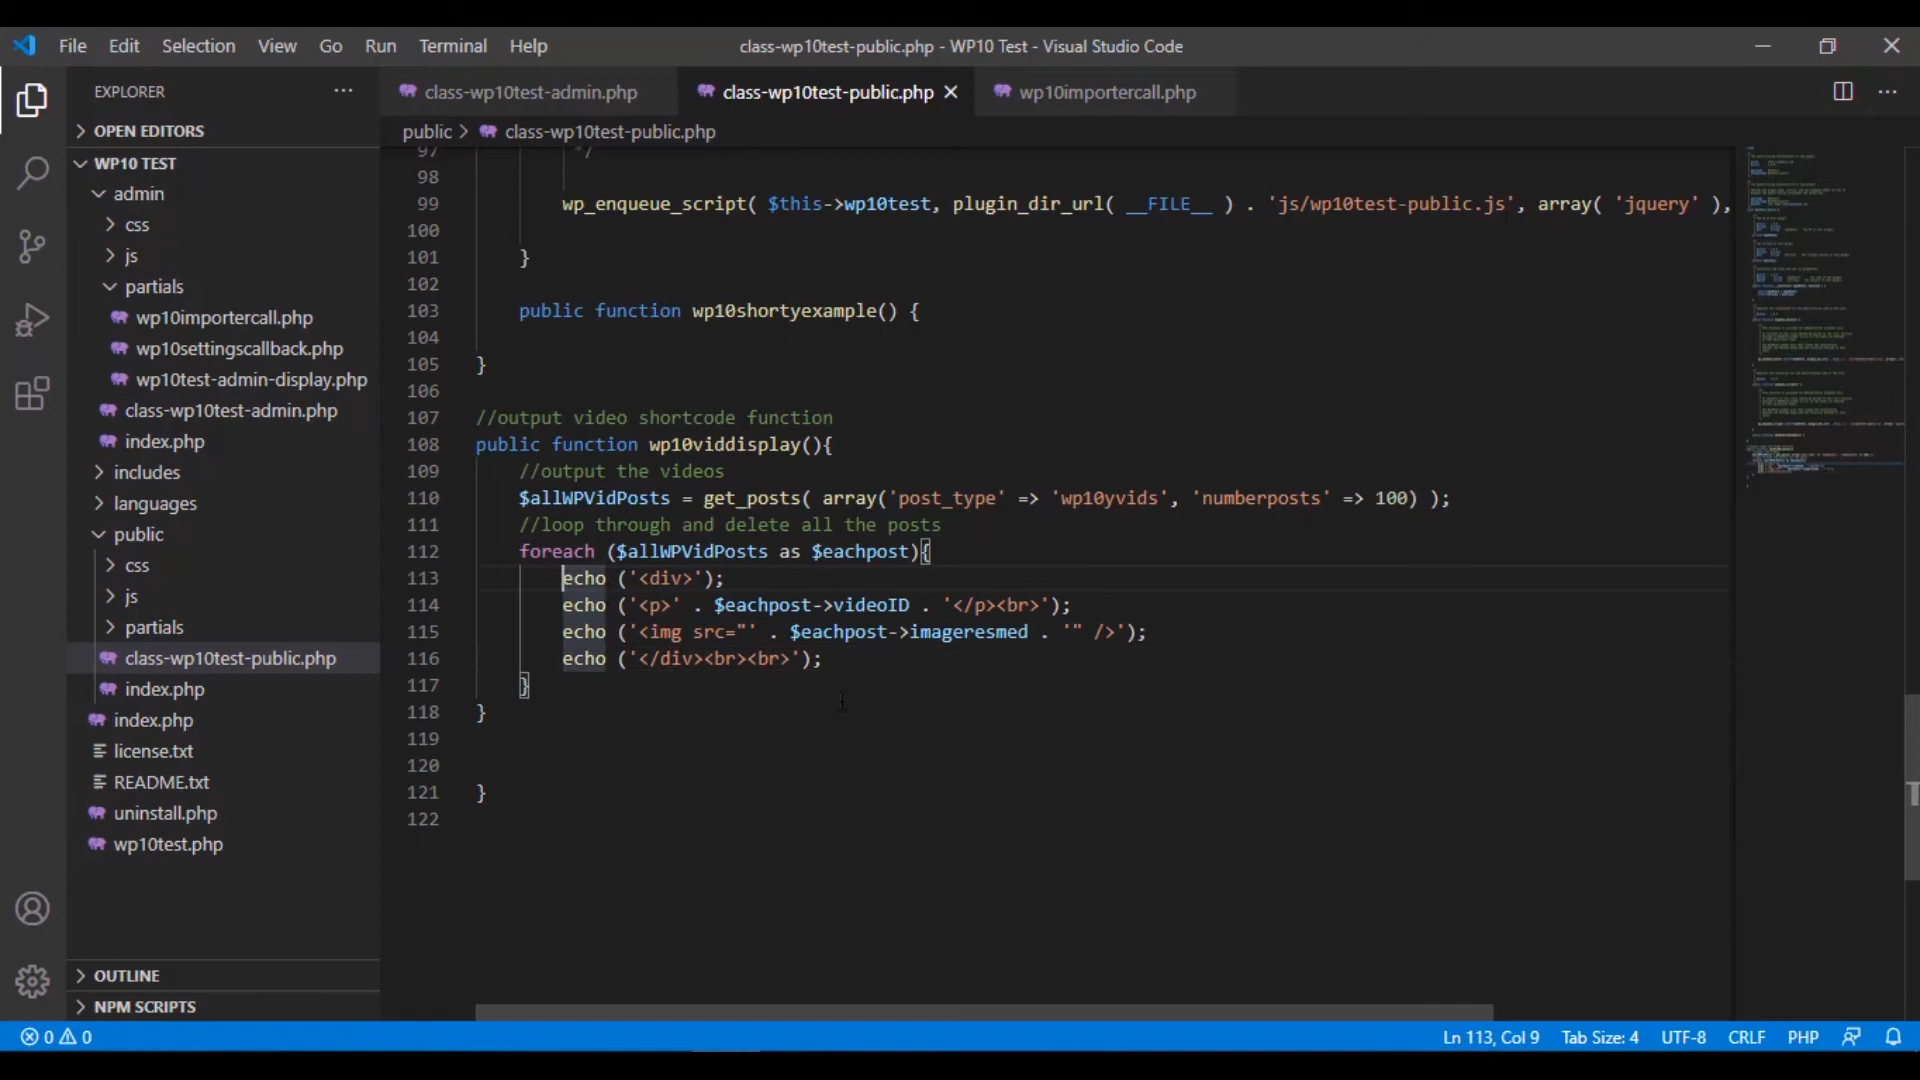 File Edit Selection View Go Run Terminal Help
class-wp10test-public.php - WP10 Test - Visual Studio Code
EXPLORER
OPEN EDITORS
WP10 TEST
admin
css
js
partials
wp10importercall.php
wp10settingscallback.php
wp10test-admin-display.php
class-wp10test-admin.php
index.php
includes
languages
public
css
js
partials
class-wp10test-public.php
index.php
index.php
license.txt
README.txt
uninstall.php
wp10test.php
OUTLINE
NPM SCRIPTS
class-wp10test-admin.php class-wp10test-public.php wp10importercall.php
public > class-wp10test-public.php
97 */
98
99 wp_enqueue_script( $this->wp10test, plugin_dir_url( __FILE__ ) . 'js/wp10test-public.js', array( 'jquery' ),
100
101 }
102
103 public function wp10shortyexample() {
104
105 }
106
107 //output video shortcode function
108 public function wp10viddisplay(){
109 //output the videos
110 $allWPVidPosts = get_posts( array('post_type' => 'wp10yvids', 'numberposts' => 100) );
111 //loop through and delete all the posts
112 foreach ($allWPVidPosts as $eachpost){
113 echo ('<div>');
114 echo ('<p>' . $eachpost->videoID . '</p><br>');
115 echo ('<img src="' . $eachpost->imageresmed . '" />');
116 echo ('</div><br><br>');
117 }
118 }
119
120
121 }
122
0 0 Ln 113, Col 9 Tab Size: 4 UTF-8 CRLF PHP